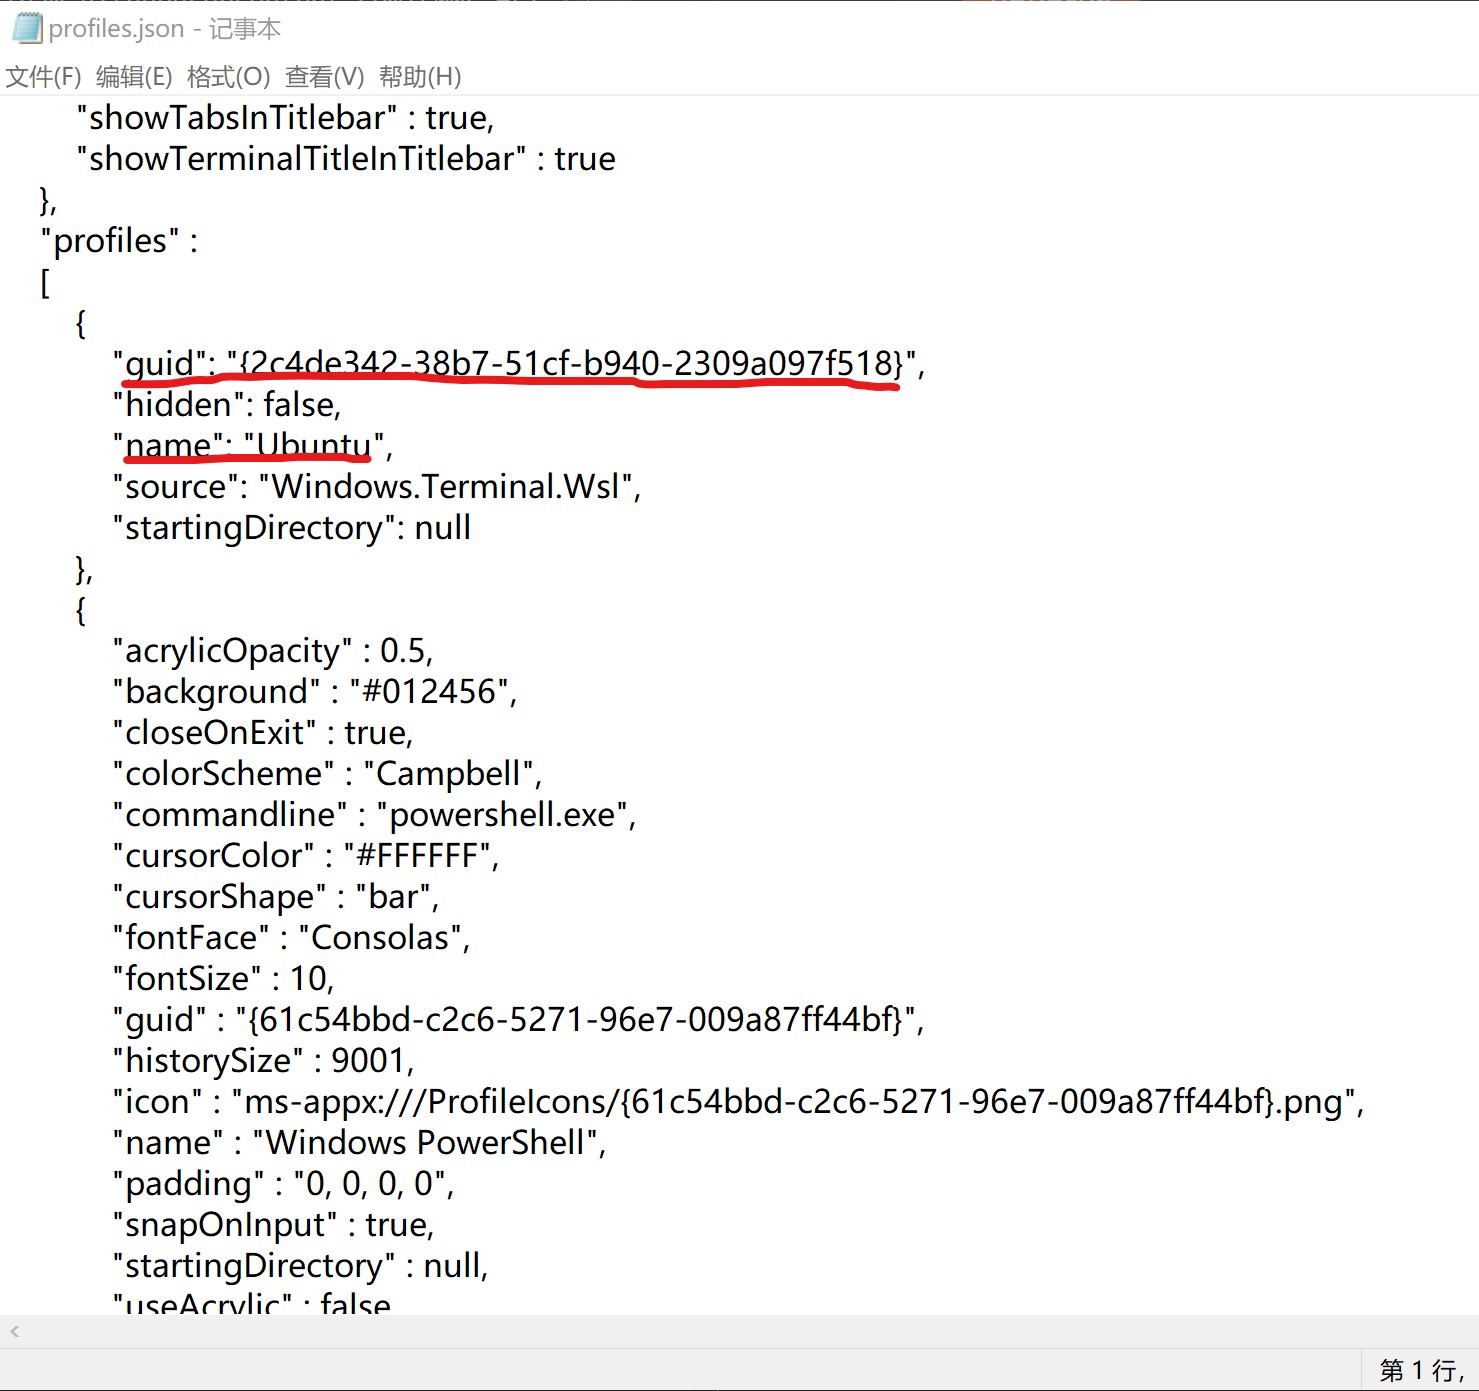 profiles.json - 记事本
文件(F) 编辑(E) 格式(O) 查看(V) 帮助(H)
"showTabsInTitlebar" : true,
"showTerminalTitleInTitlebar" : true
},
"profiles" :
[
{
"guid": "{2c4de342-38b7-51cf-b940-2309a097f518}",
"hidden": false,
"name": "Ubuntu",
"source": "Windows.Terminal.Wsl",
"startingDirectory": null
},
{
"acrylicOpacity" : 0.5,
"background" : "#012456",
"closeOnExit" : true,
"colorScheme" : "Campbell",
"commandline" : "powershell.exe",
"cursorColor" : "#FFFFFF",
"cursorShape" : "bar",
"fontFace" : "Consolas",
"fontSize" : 10,
"guid" : "{61c54bbd-c2c6-5271-96e7-009a87ff44bf}",
"historySize" : 9001,
"icon" : "ms-appx:///ProfileIcons/{61c54bbd-c2c6-5271-96e7-009a87ff44bf}.png",
"name" : "Windows PowerShell",
"padding" : "0, 0, 0, 0",
"snapOnInput" : true,
"startingDirectory" : null,
"useAcrylic" : false
第 1 行,